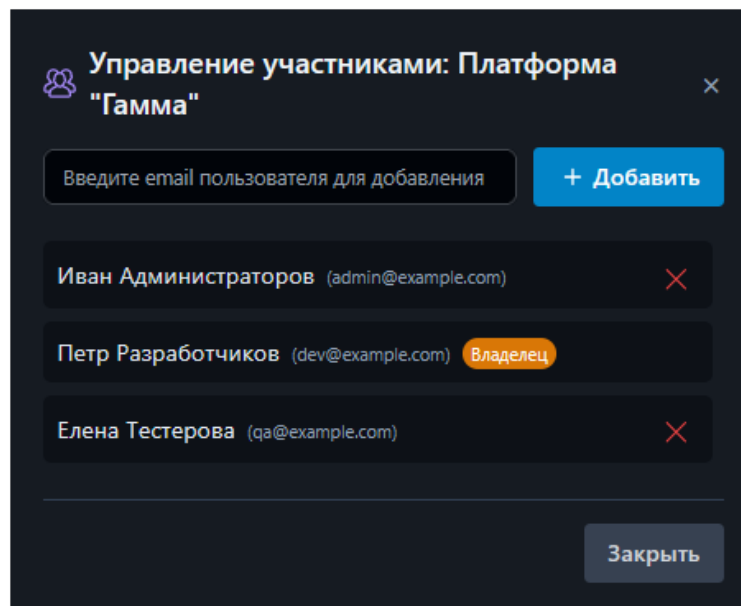 Управление участниками: Платформа
"Гамма"
Введите email пользователя для добавления
+ Добавить
Иван Администраторов (admin@example.com)
Петр Разработчиков (dev@example.com) Владелец
Елена Тестерова (qa@example.com)
Закрыть